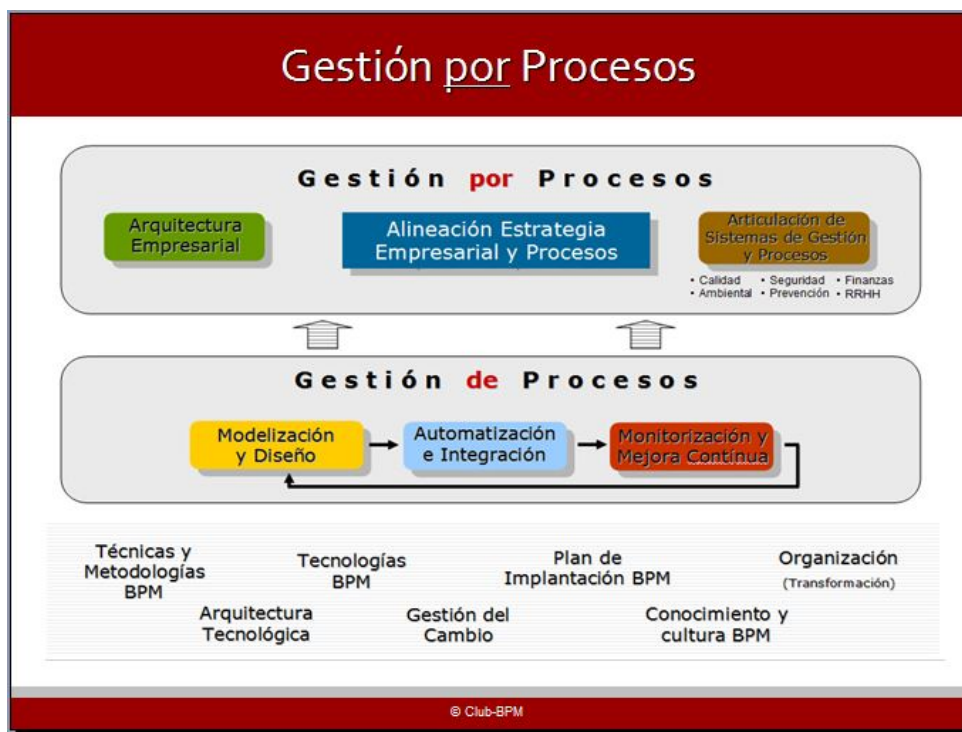 Gestión por Procesos
Gestión por Procesos
Arquitectura
Empresarial
Alineación Estrategia
Empresarial y Procesos
Articulación de
Sistemas de Gestión
y Procesos
• Calidad • Seguridad • Finanzas
• Ambiental • Prevención • RRHH
Gestión de Procesos
Modelización
y Diseño
Automatización
e Integración
Monitorización y
Mejora Contínua
Técnicas y
Metodologías
BPM
Tecnologías
BPM
Plan de
Implantación BPM
Organización
(Transformación)
Arquitectura
Tecnológica
Gestión del
Cambio
Conocimiento y
cultura BPM
© Club-BPM